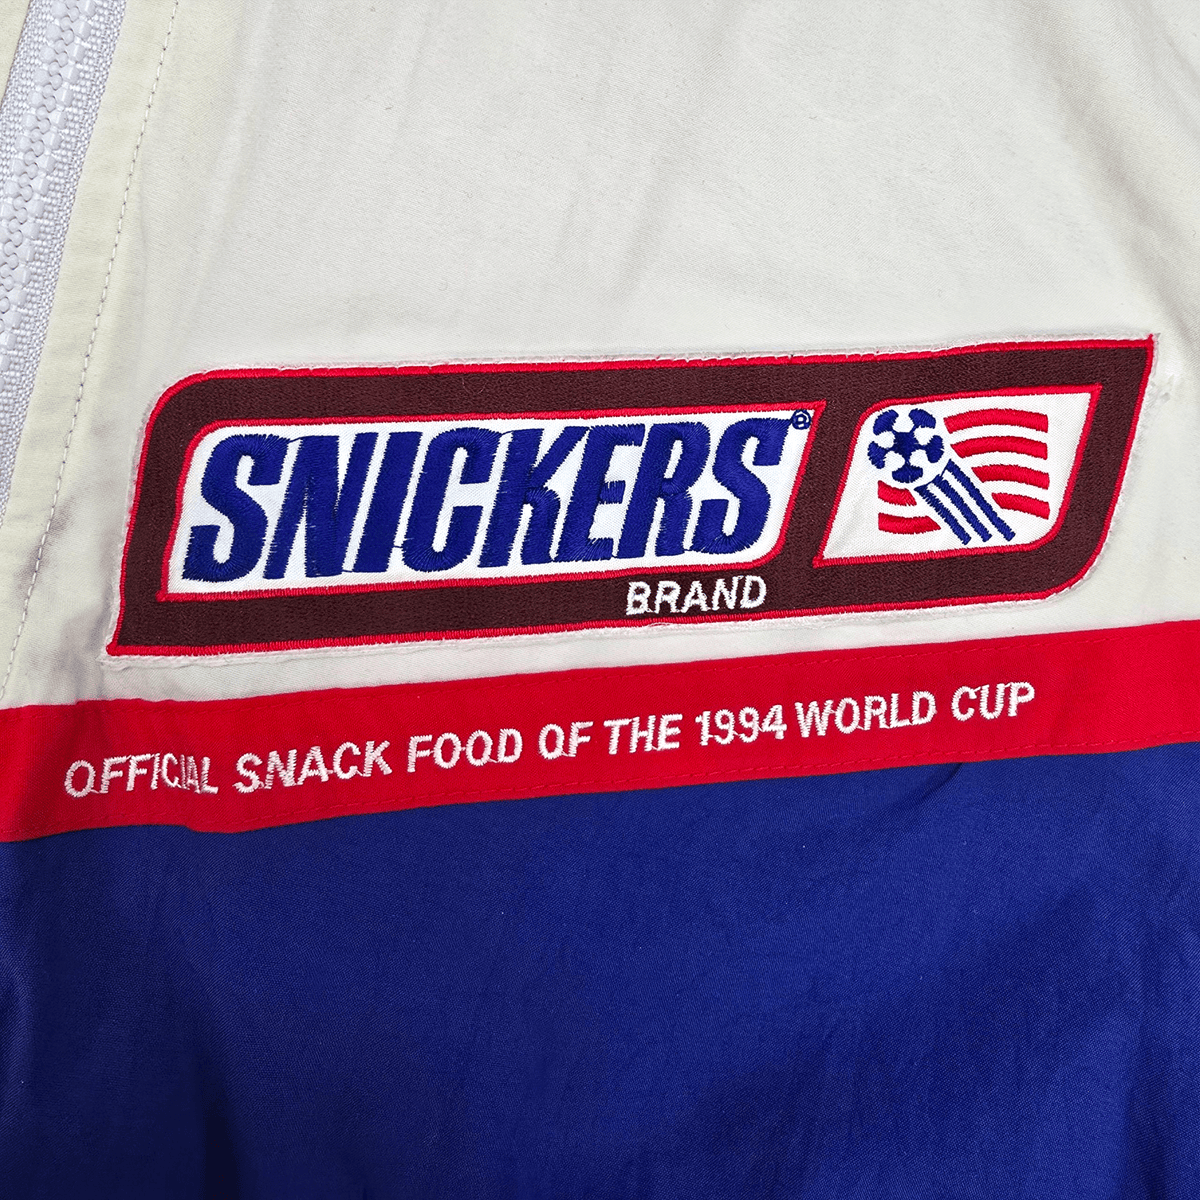 SNICKERS®
BRAND
OFFICIAL SNACK FOOD OF THE 1994 WORLD CUP